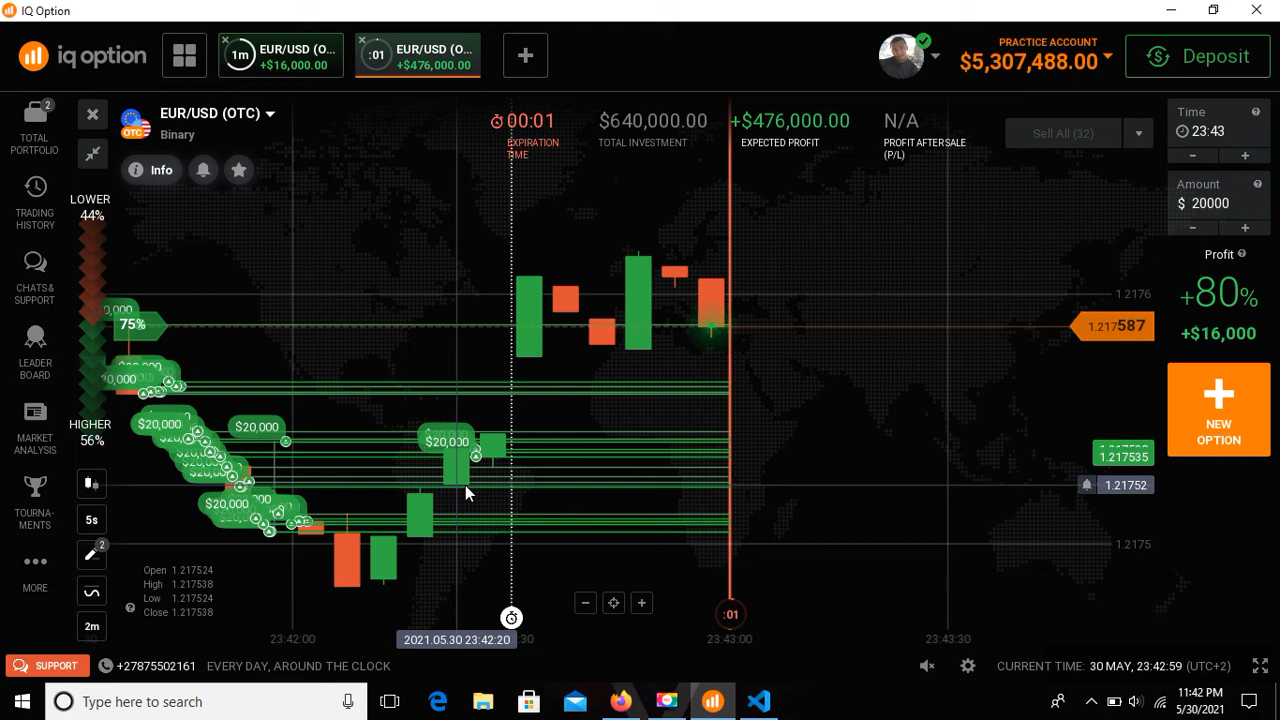 IQ Option
iq option
1m
EUR/USD (O...
+$16,000.00
:01
EUR/USD (O...
+$476,000.00
PRACTICE ACCOUNT
$5,307,488.00
Deposit
2
TOTAL
PORTFOLIO
TRADING
HISTORY
CHATS &
SUPPORT
LEADER
BOARD
MARKET
ANALYSIS
TOURNA-
MENTS
MORE
OTC
EUR/USD (OTC)
Binary
Info
LOWER
44%
HIGHER
56%
5s
2
2m
00:01
EXPIRATION
TIME
$640,000.00
TOTAL INVESTMENT
+$476,000.00
EXPECTED PROFIT
N/A
PROFIT AFTER SALE
(P/L)
Sell All (32)
75%
$20,000
$20,000
$20,000
$20,000
Open 1.217524
High 1.217538
Low 1.217524
Close 1.217538
1.2176
1.217587
1.217535
1.21752
1.2175
:01
23:42:00
2021.05.30 23:42:20
:30
23:43:00
23:43:30
Time
23:43
Amount
$ 20000
Profit
+80%
+$16,000
NEW
OPTION
SUPPORT
+27875502161
EVERY DAY, AROUND THE CLOCK
CURRENT TIME: 30 MAY, 23:42:59 (UTC+2)
Type here to search
11:42 PM
5/30/2021